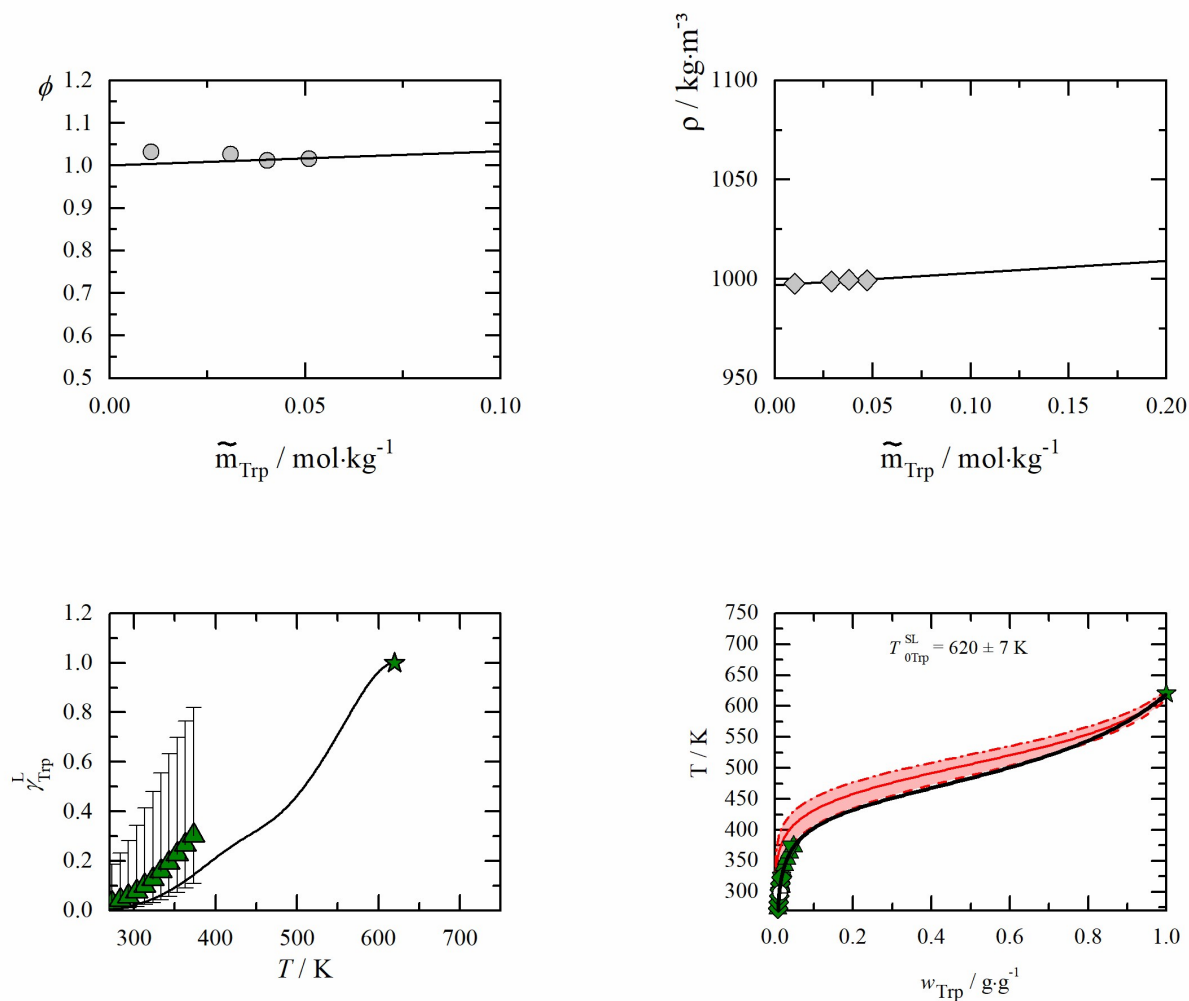 ϕ
1.2
1.1
1.0
0.9
0.8
0.7
0.6
0.5
0.00 0.05 0.10
m̃Trp / mol·kg-1
ρ / kg·m-3
1100
1050
1000
950
0.00 0.05 0.10 0.15 0.20
m̃Trp / mol·kg-1
γLTrp
1.2
1.0
0.8
0.6
0.4
0.2
0.0
300 400 500 600 700
T / K
T / K
750
700
650
600
550
500
450
400
350
300
TSL0Trp = 620 ± 7 K
0.0 0.2 0.4 0.6 0.8 1.0
wTrp / g·g-1